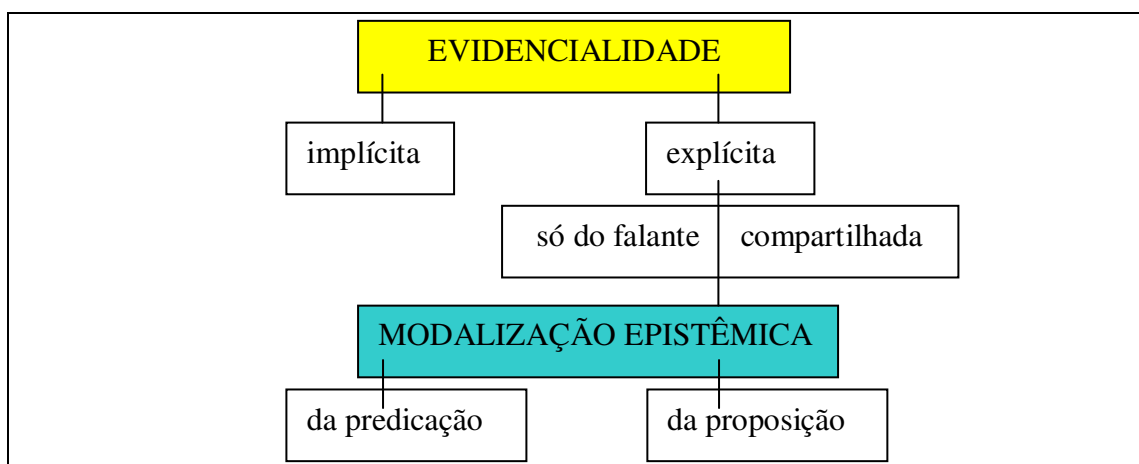 EVIDENCIALIDADE
implícita explícita
só do falante compartilhada
MODALIZAÇÃO EPISTÊMICA
da predicação da proposição